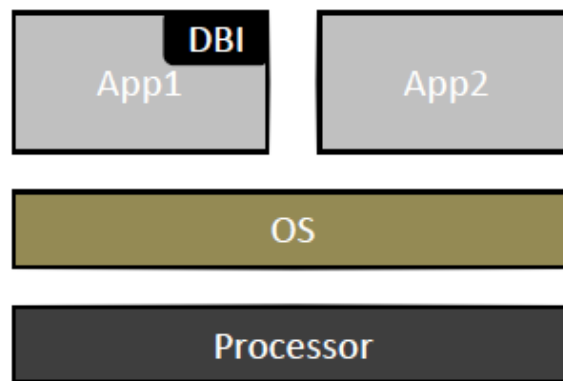 DBI
App1
App2
OS
Processor